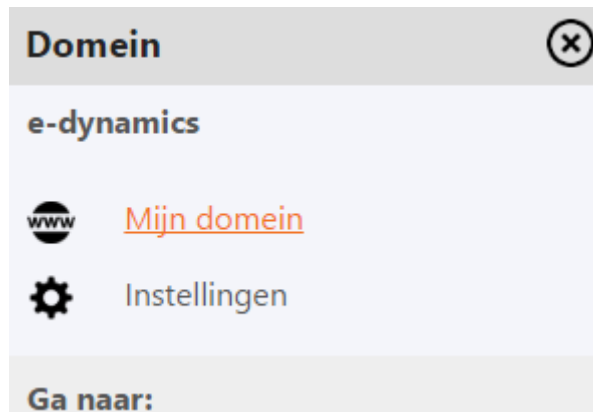 Domein
e-dynamics
www Mijn domein
Instellingen
Ga naar: